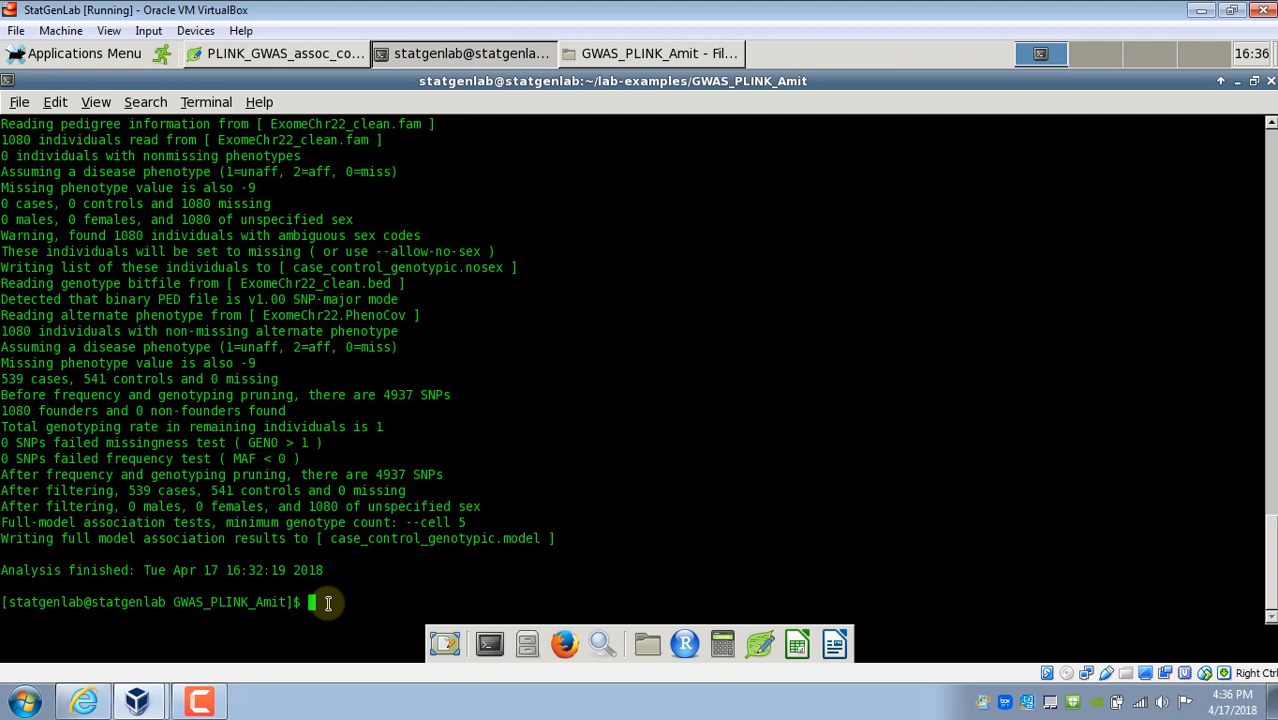 StatGenLab [Running] - Oracle VM VirtualBox
File Machine View Input Devices Help
Applications Menu PLINK_GWAS_assoc_co... statgenlab@statgenla... GWAS_PLINK_Amit - Fil... 16:36
statgenlab@statgenlab:~/lab-examples/GWAS_PLINK_Amit
File Edit View Search Terminal Help
Reading pedigree information from [ ExomeChr22_clean.fam ]
1080 individuals read from [ ExomeChr22_clean.fam ]
0 individuals with nonmissing phenotypes
Assuming a disease phenotype (1=unaff, 2=aff, 0=miss)
Missing phenotype value is also -9
0 cases, 0 controls and 1080 missing
0 males, 0 females, and 1080 of unspecified sex
Warning, found 1080 individuals with ambiguous sex codes
These individuals will be set to missing ( or use --allow-no-sex )
Writing list of these individuals to [ case_control_genotypic.nosex ]
Reading genotype bitfile from [ ExomeChr22_clean.bed ]
Detected that binary PED file is v1.00 SNP-major mode
Reading alternate phenotype from [ ExomeChr22.PhenoCov ]
1080 individuals with non-missing alternate phenotype
Assuming a disease phenotype (1=unaff, 2=aff, 0=miss)
Missing phenotype value is also -9
539 cases, 541 controls and 0 missing
Before frequency and genotyping pruning, there are 4937 SNPs
1080 founders and 0 non-founders found
Total genotyping rate in remaining individuals is 1
0 SNPs failed missingness test ( GENO > 1 )
0 SNPs failed frequency test ( MAF < 0 )
After frequency and genotyping pruning, there are 4937 SNPs
After filtering, 539 cases, 541 controls and 0 missing
After filtering, 0 males, 0 females, and 1080 of unspecified sex
Full-model association tests, minimum genotype count: --cell 5
Writing full model association results to [ case_control_genotypic.model ]
Analysis finished: Tue Apr 17 16:32:19 2018
[statgenlab@statgenlab GWAS_PLINK_Amit]$
Right Ctrl
4:36 PM
4/17/2018